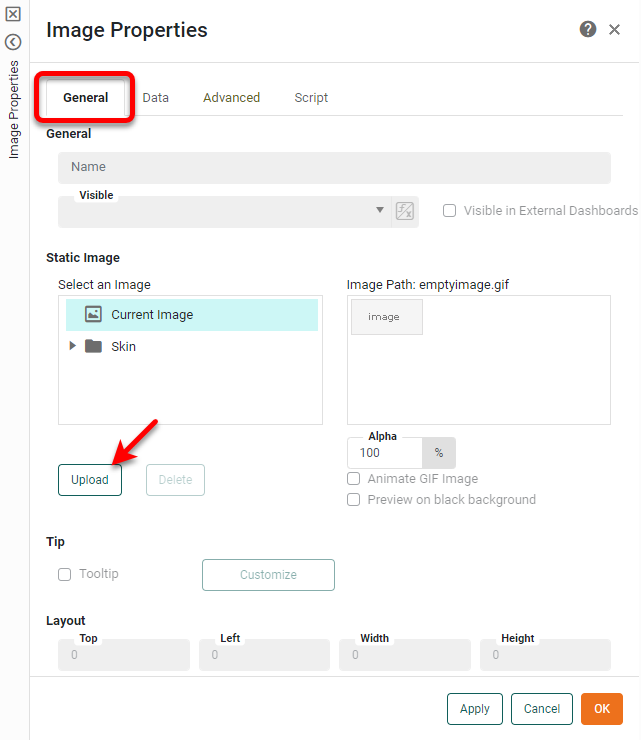 Image Properties
Image Properties
General
Data
Advanced
Script
General
Name
Visible
Visible in External Dashboards
Static Image
Select an Image
Image Path: emptyimage.gif
Current Image
image
Skin
Alpha
100
%
Upload
Delete
Animate GIF Image
Preview on black background
Tip
Tooltip
Customize
Layout
Top
Left
Width
Height
0
0
0
0
Apply
Cancel
OK